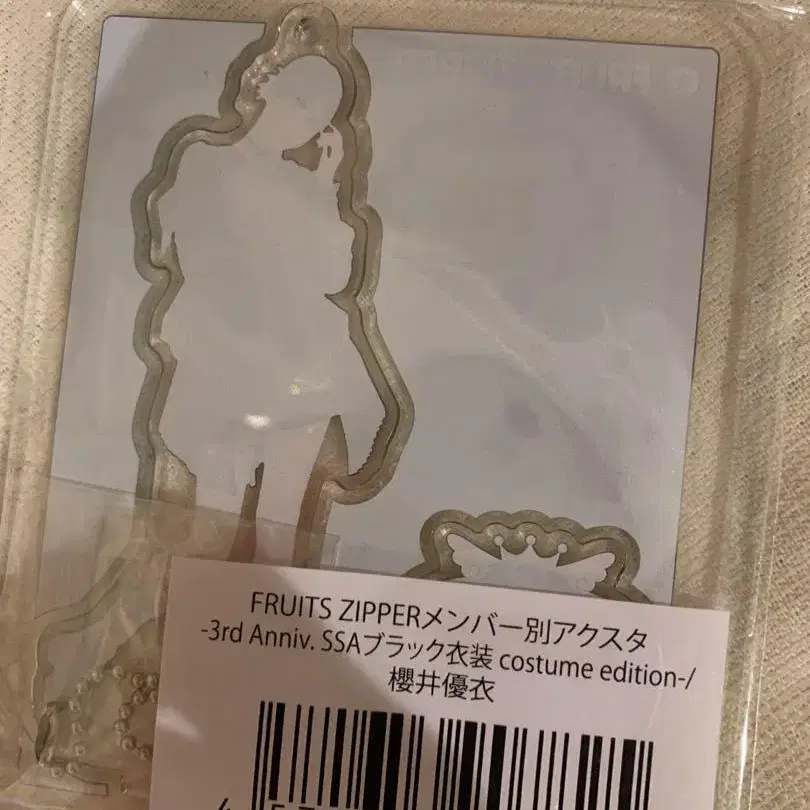 FRUITS ZIPPERメンバー別アクスタ
-3rd Anniv. SSAブラック衣装 costume edition-/
櫻井優衣